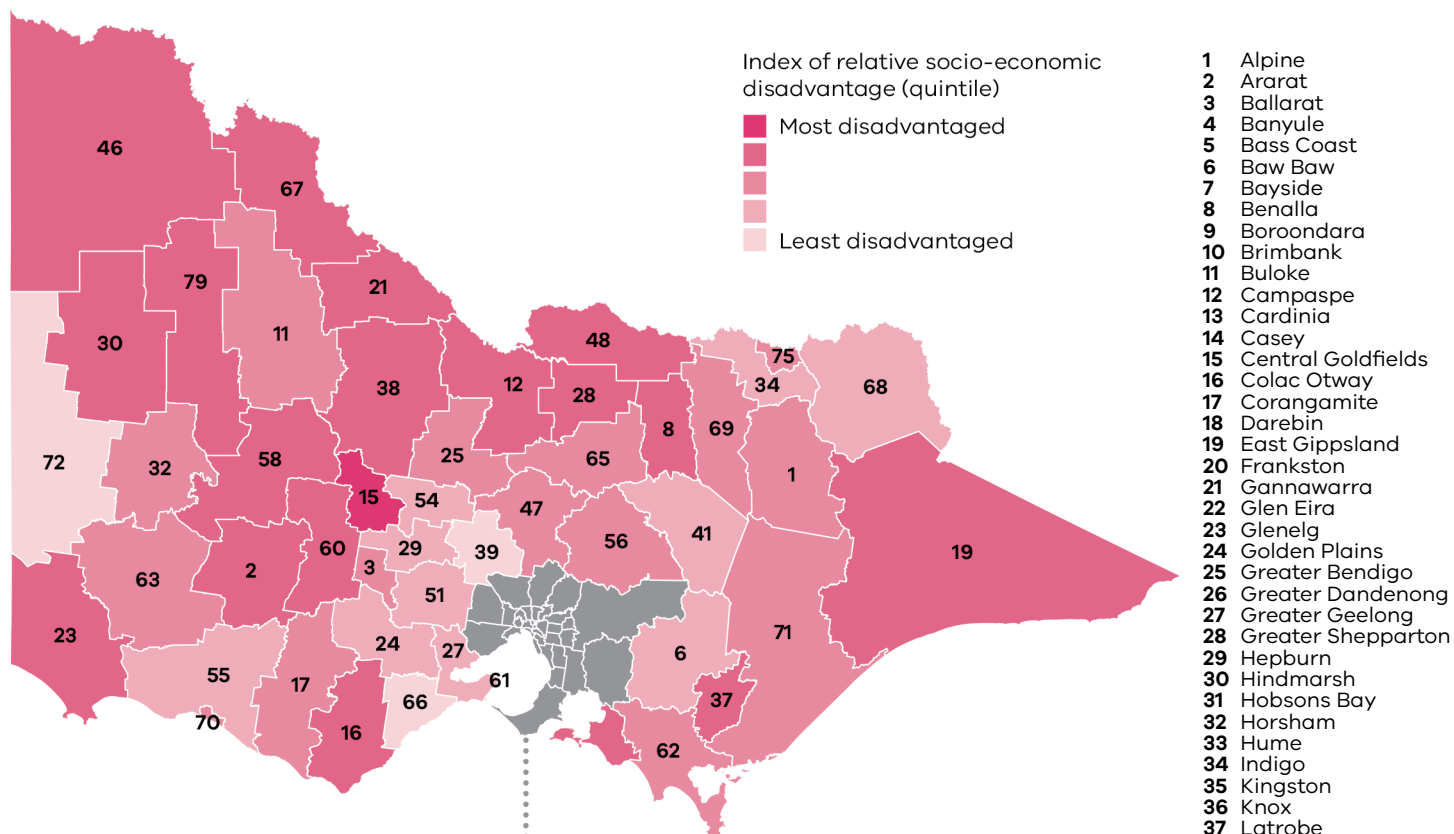 Index of relative socio-economic
disadvantage (quintile)
Most disadvantaged
Least disadvantaged
46
67
79
21
11
30
48
75
34
68
38
12
28
8
69
72
32
58
25
65
1
15
54
47
41
19
60
29
39
56
3
63
2
51
23
24
27
6
71
55
17
61
66
37
70
16
62
1 Alpine
2 Ararat
3 Ballarat
4 Banyule
5 Bass Coast
6 Baw Baw
7 Bayside
8 Benalla
9 Boroondara
10 Brimbank
11 Buloke
12 Campaspe
13 Cardinia
14 Casey
15 Central Goldfields
16 Colac Otway
17 Corangamite
18 Darebin
19 East Gippsland
20 Frankston
21 Gannawarra
22 Glen Eira
23 Glenelg
24 Golden Plains
25 Greater Bendigo
26 Greater Dandenong
27 Greater Geelong
28 Greater Shepparton
29 Hepburn
30 Hindmarsh
31 Hobsons Bay
32 Horsham
33 Hume
34 Indigo
35 Kingston
36 Knox
37 Latrobe